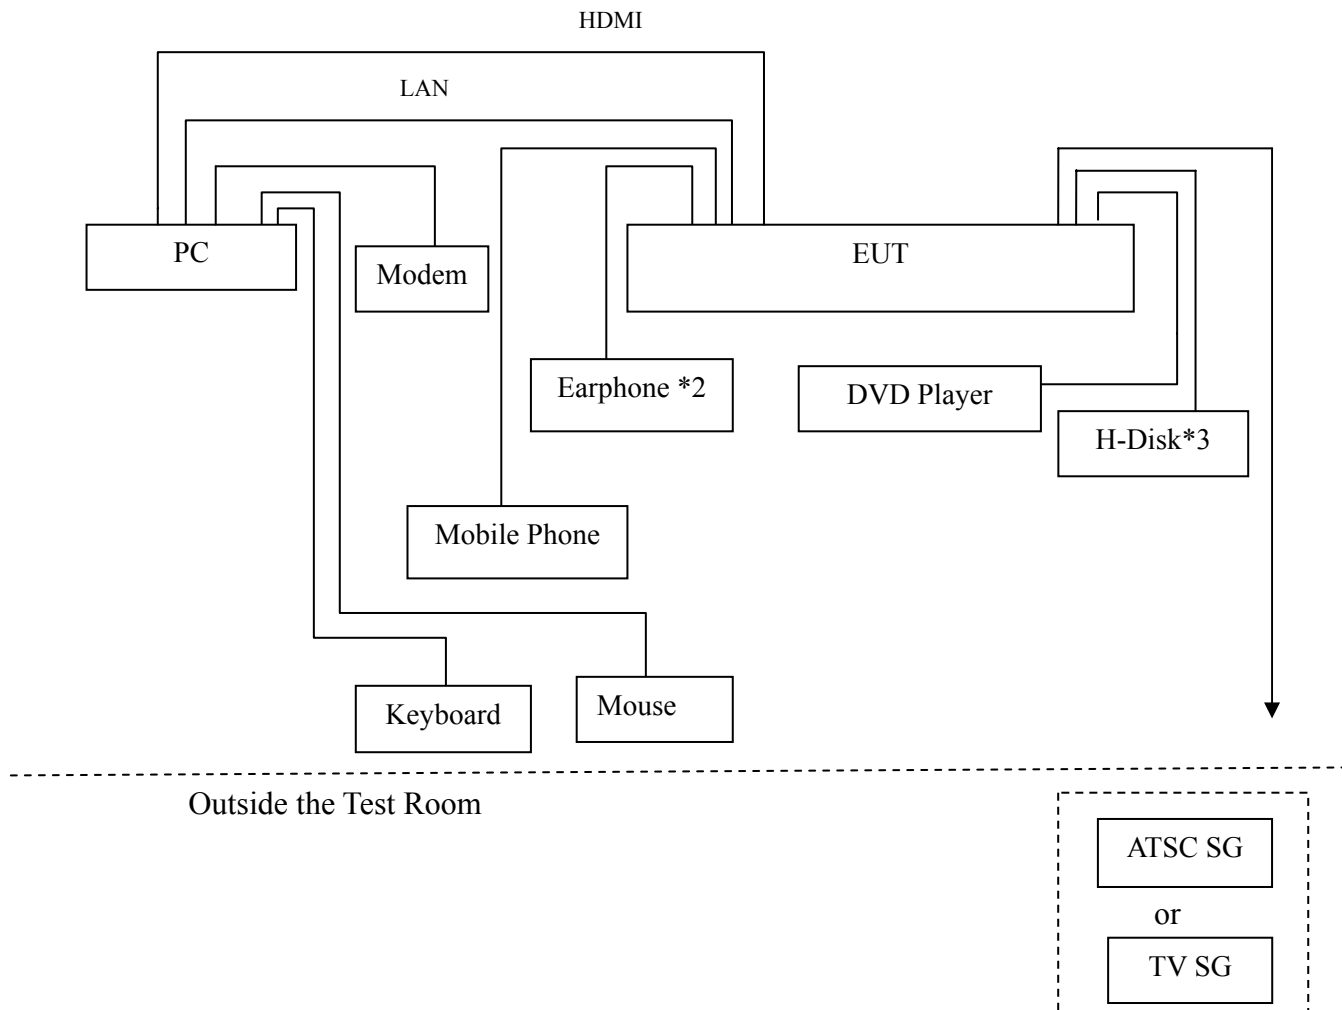 HDMI
LAN
PC
Modem
EUT
Earphone *2
DVD Player
H-Disk*3
Mobile Phone
Keyboard
Mouse
Outside the Test Room
ATSC SG
or
TV SG